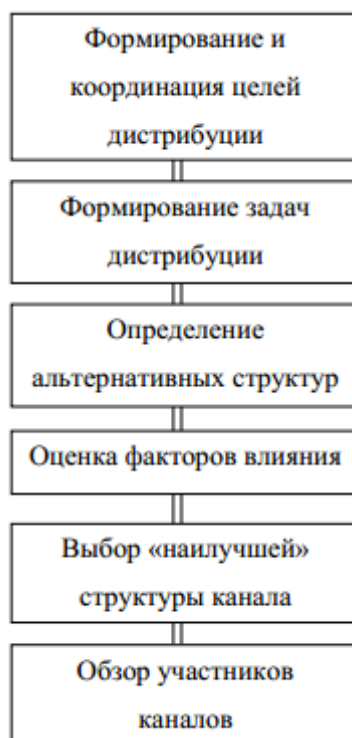 Формирование и
координация целей
дистрибуции
Формирование задач
дистрибуции
Определение
альтернативных структур
Оценка факторов влияния
Выбор «наилучшей»
структуры канала
Обзор участников
каналов